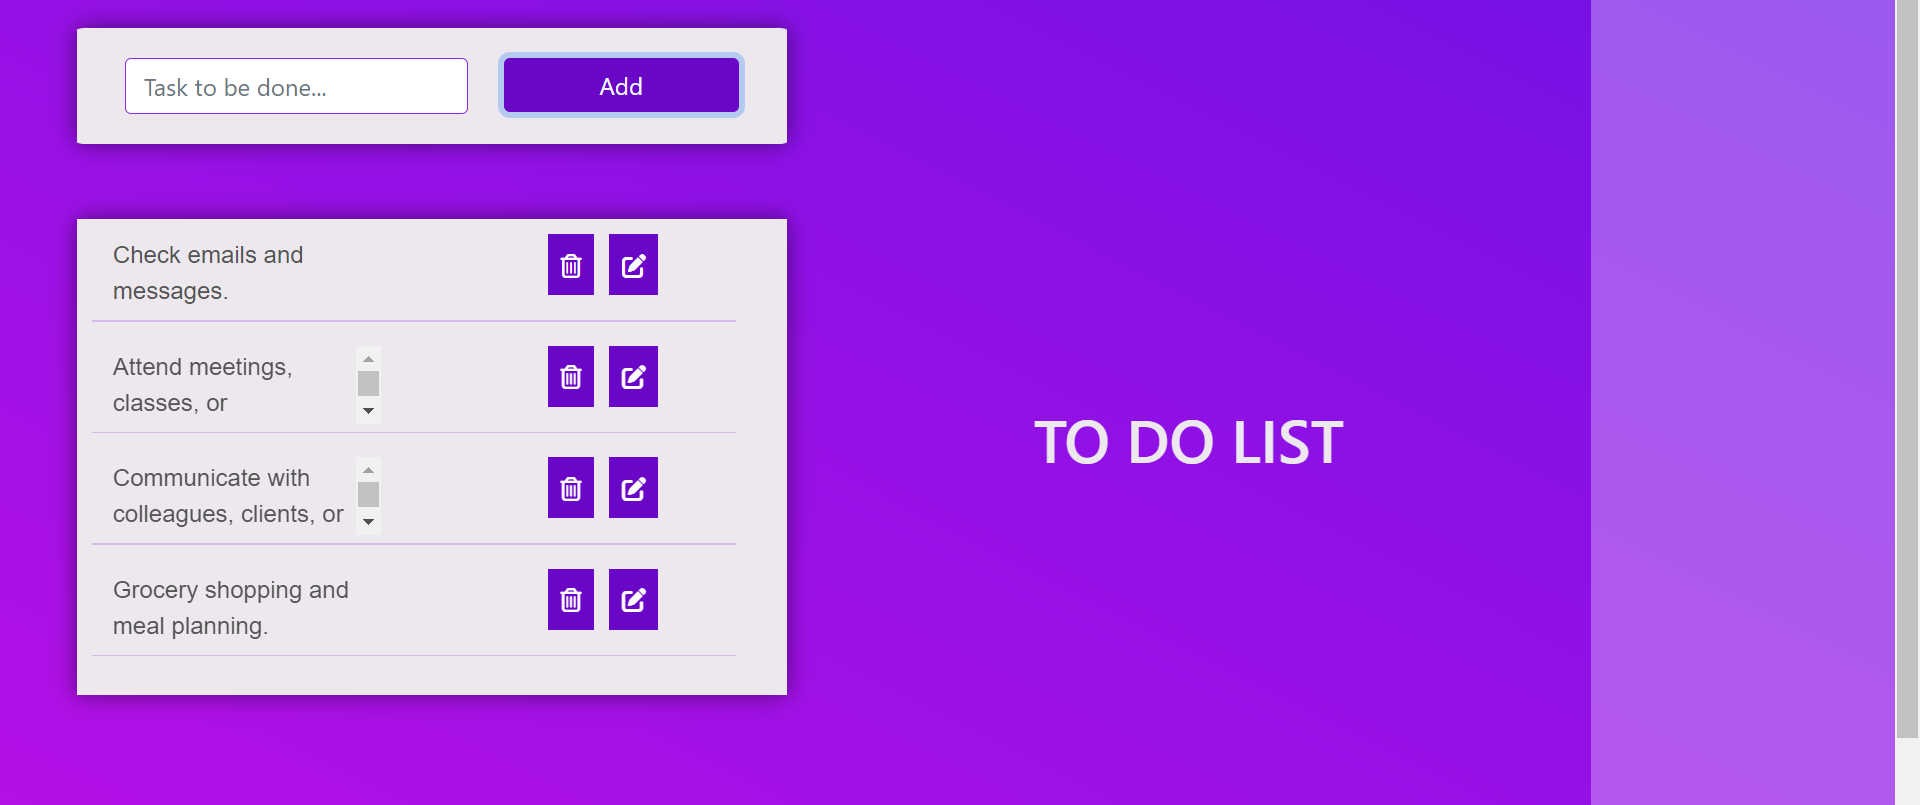 Task to be done...
Add
Check emails and
messages.
Attend meetings,
classes, or
Communicate with
colleagues, clients, or
Grocery shopping and
meal planning.
TO DO LIST